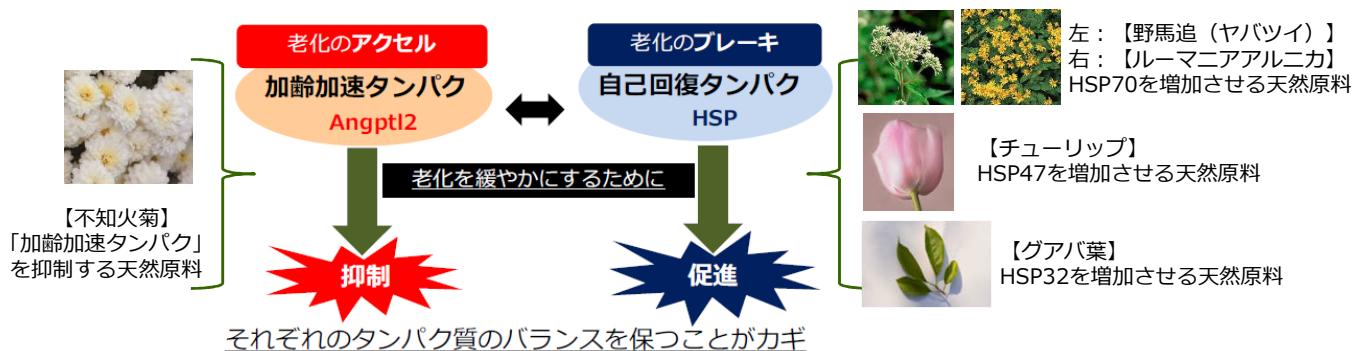 老化のアクセル
加齢加速タンパク
Angptl2
老化のブレーキ
自己回復タンパク
HSP
老化を緩やかにするために
抑制
促進
それぞれのタンパク質のバランスを保つことがカギ
【不知火菊】
「加齢加速タンパク」
を抑制する天然原料
左：【野馬追（ヤバツイ）】
右：【ルーマニアアルニカ】
HSP70を増加させる天然原料
【チューリップ】
HSP47を増加させる天然原料
【グアバ葉】
HSP32を増加させる天然原料